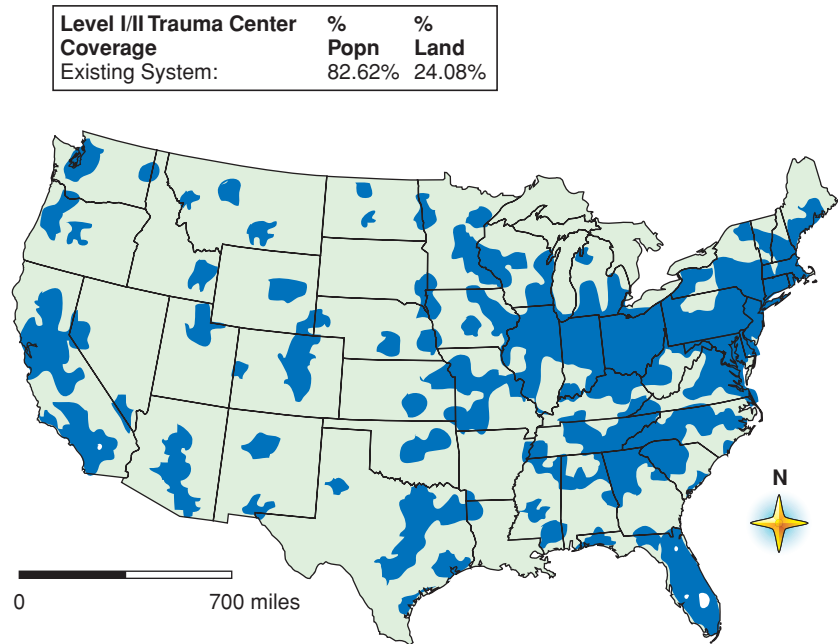 Level I/II Trauma Center % %
Coverage Popn Land
Existing System: 82.62% 24.08%
N
0 700 miles